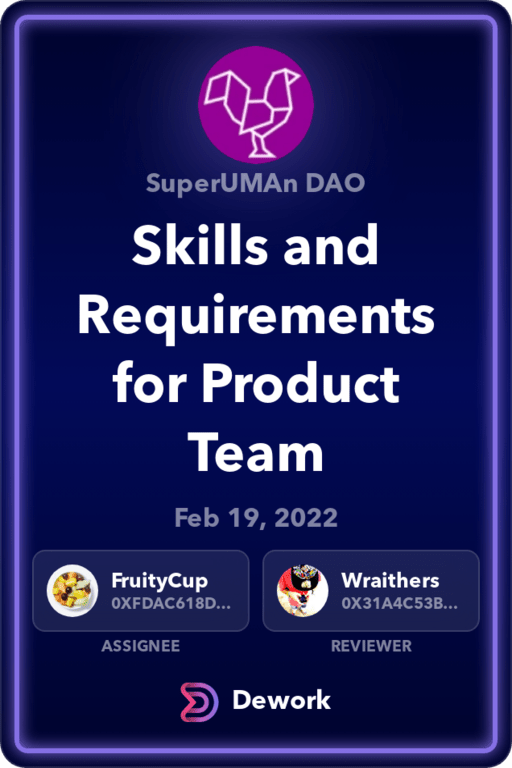 SuperUMAn DAO
Skills and
Requirements
for Product
Team
Feb 19, 2022
FruityCup
0XFDAC618D...
ASSIGNEE
Wraithers
0X31A4C53B...
REVIEWER
Dework